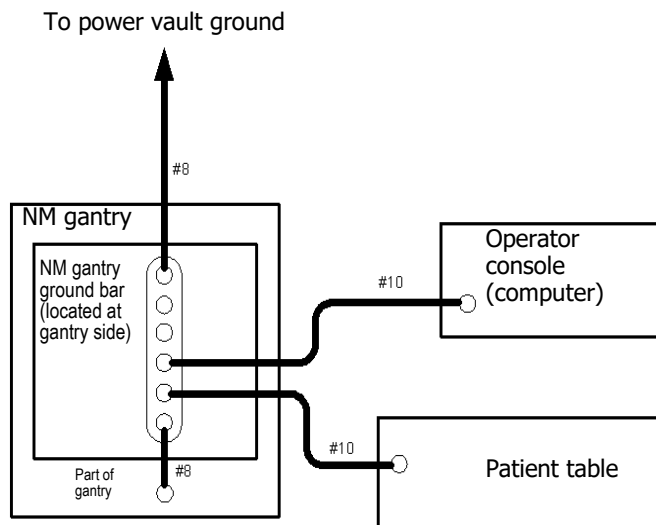 To power vault ground
#8
NM gantry
NM gantry
ground bar
(located at
gantry side)
Operator
console
(computer)
#10
#10
Patient table
Part of
gantry
#8